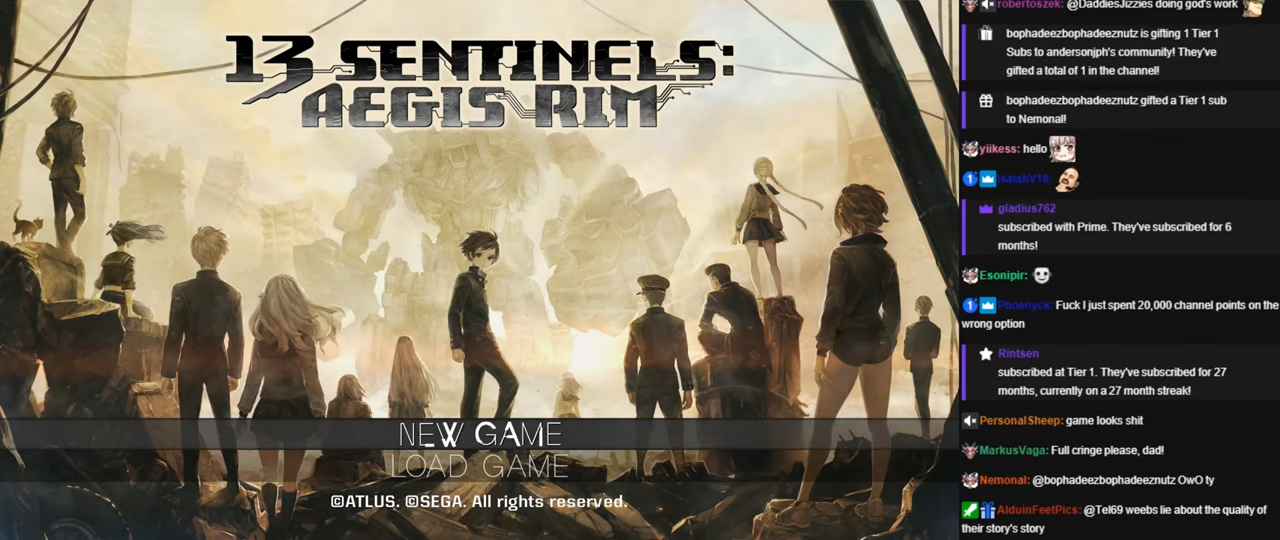 13 SENTINELS:
AEGIS RIM
NEW GAME
LOAD GAME
©ATLUS. ©SEGA. All rights reserved.
robertoszek: @DaddiesJizzies doing god's work
bophadeezbophadeeznutz is gifting 1 Tier 1
Subs to andersonjph's community! They've
gifted a total of 1 in the channel!
bophadeezbophadeeznutz gifted a Tier 1 sub
to Nemonal!
yiikess: hello
1 IsaiahV18:
gladius762
subscribed with Prime. They've subscribed for 6
months!
Esonipir:
1 Phoenyck: Fuck I just spent 20,000 channel points on the
wrong option
Rintsen
subscribed at Tier 1. They've subscribed for 27
months, currently on a 27 month streak!
PersonalSheep: game looks shit
MarkusVaga: Full cringe please, dad!
Nemonal: @bophadeezbophadeeznutz OwO ty
AlduinFeetPics: @Tel69 weebs lie about the quality of
their story's story